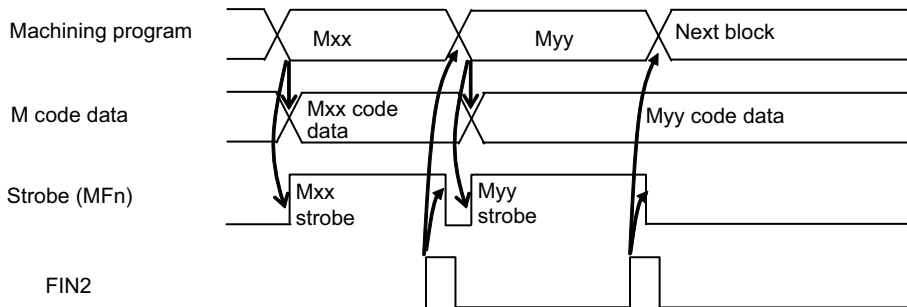 Machining program
Mxx
Myy
Next block
M code data
Mxx code
data
Myy code data
Strobe (MFn)
Mxx
strobe
Myy
strobe
FIN2